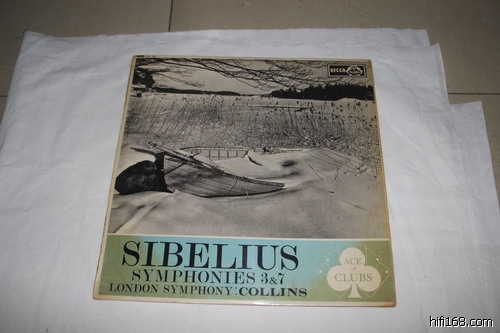 DECCA
SIBELIUS
SYMPHONIES 3&7
LONDON SYMPHONY: COLLINS
ACE
of
CLUBS
hifi168.com